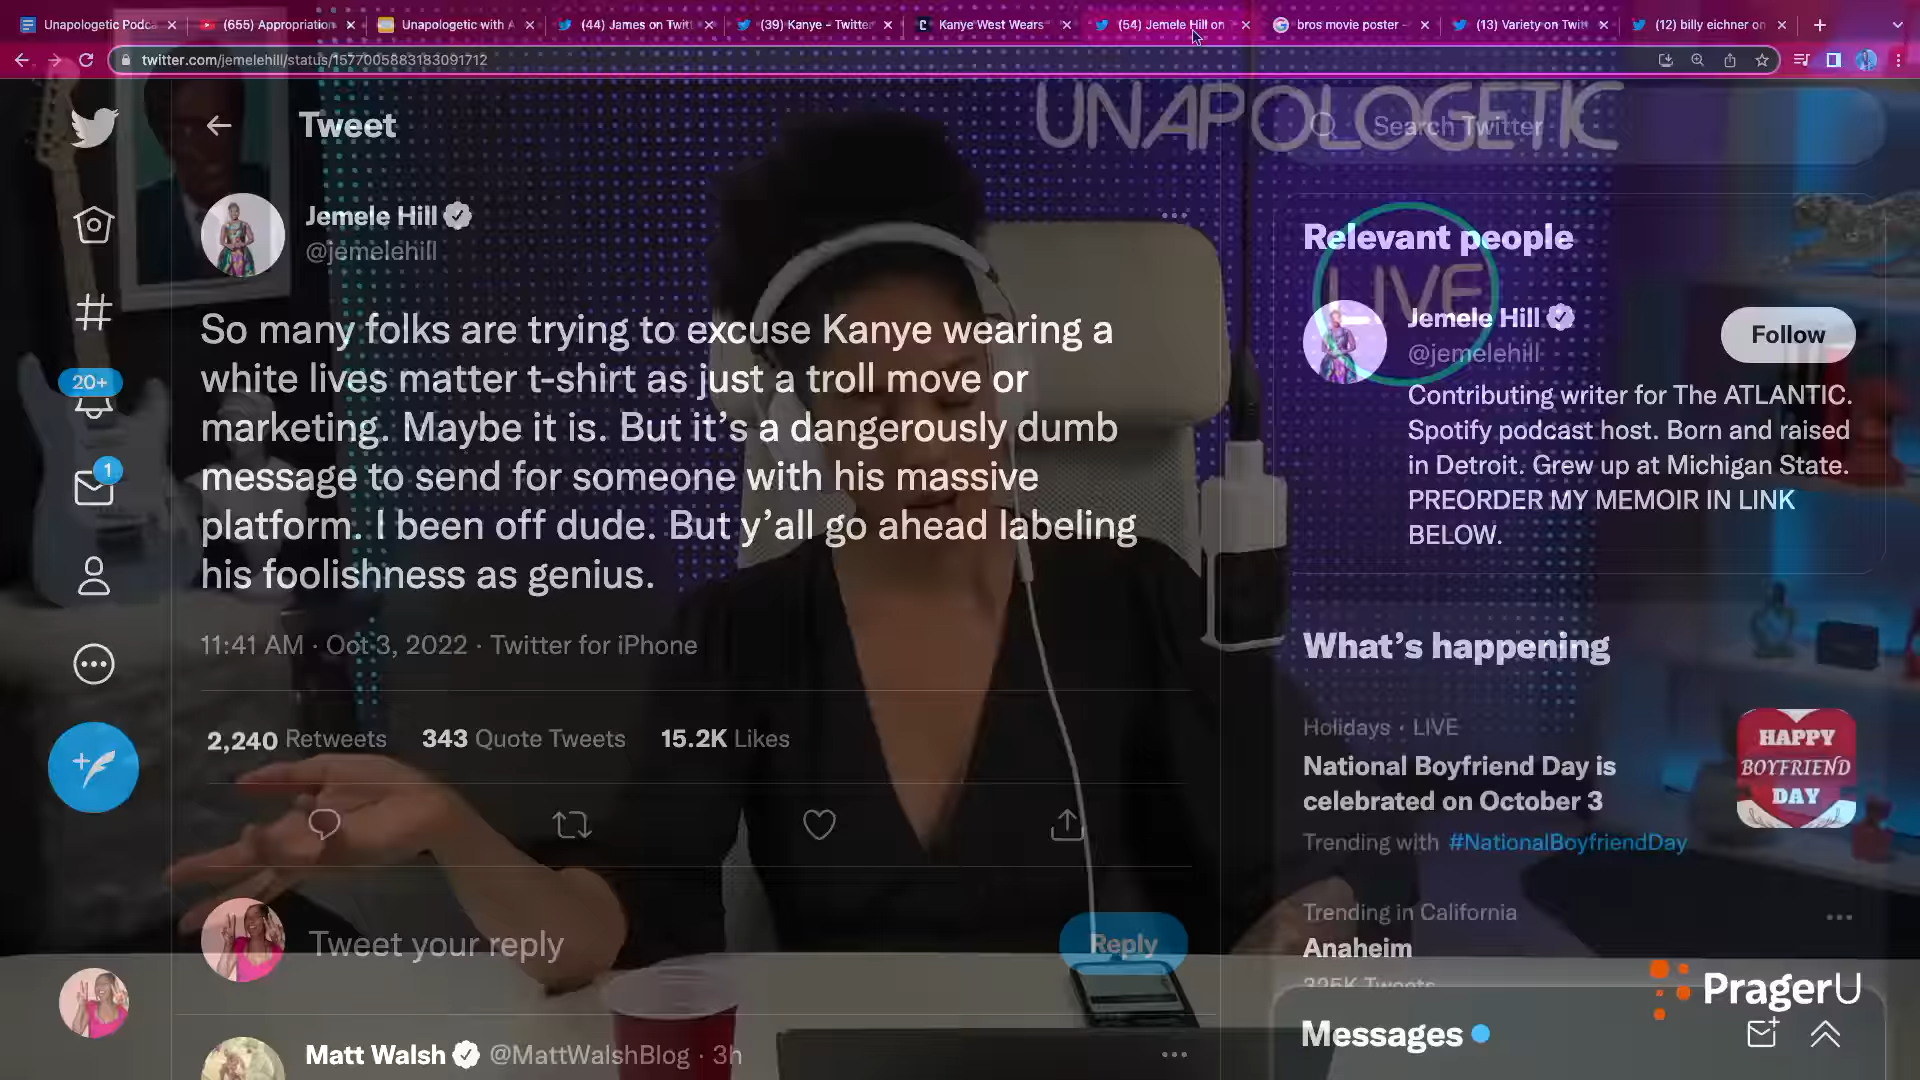 Unapologetic Podca
(655) Appropriation
Unapologetic with A
(44) James on Twitt
(39) Kanye - Twitter
Kanye West Wears
(54) Jemele Hill on
bros movie poster -
(13) Variety on Twitt
(12) billy eichner on
twitter.com/jemelehill/status/1577005883183091712
UNAPOLOGETIC
LIVE
Tweet
Search Twitter
Jemele Hill
@jemelehill
So many folks are trying to excuse Kanye wearing a
white lives matter t-shirt as just a troll move or
marketing. Maybe it is. But it’s a dangerously dumb
message to send for someone with his massive
platform. I been off dude. But y’all go ahead labeling
his foolishness as genius.
11:41 AM · Oct 3, 2022 · Twitter for iPhone
2,240 Retweets 343 Quote Tweets 15.2K Likes
Tweet your reply
Reply
Matt Walsh @MattWalshBlog · 3h
20+
1
Relevant people
Jemele Hill
@jemelehill
Follow
Contributing writer for The ATLANTIC.
Spotify podcast host. Born and raised
in Detroit. Grew up at Michigan State.
PREORDER MY MEMOIR IN LINK
BELOW.
What’s happening
Holidays · LIVE
National Boyfriend Day is
celebrated on October 3
Trending with #NationalBoyfriendDay
HAPPY
BOYFRIEND
DAY
Trending in California
Anaheim
325K Tweets
PragerU
Messages